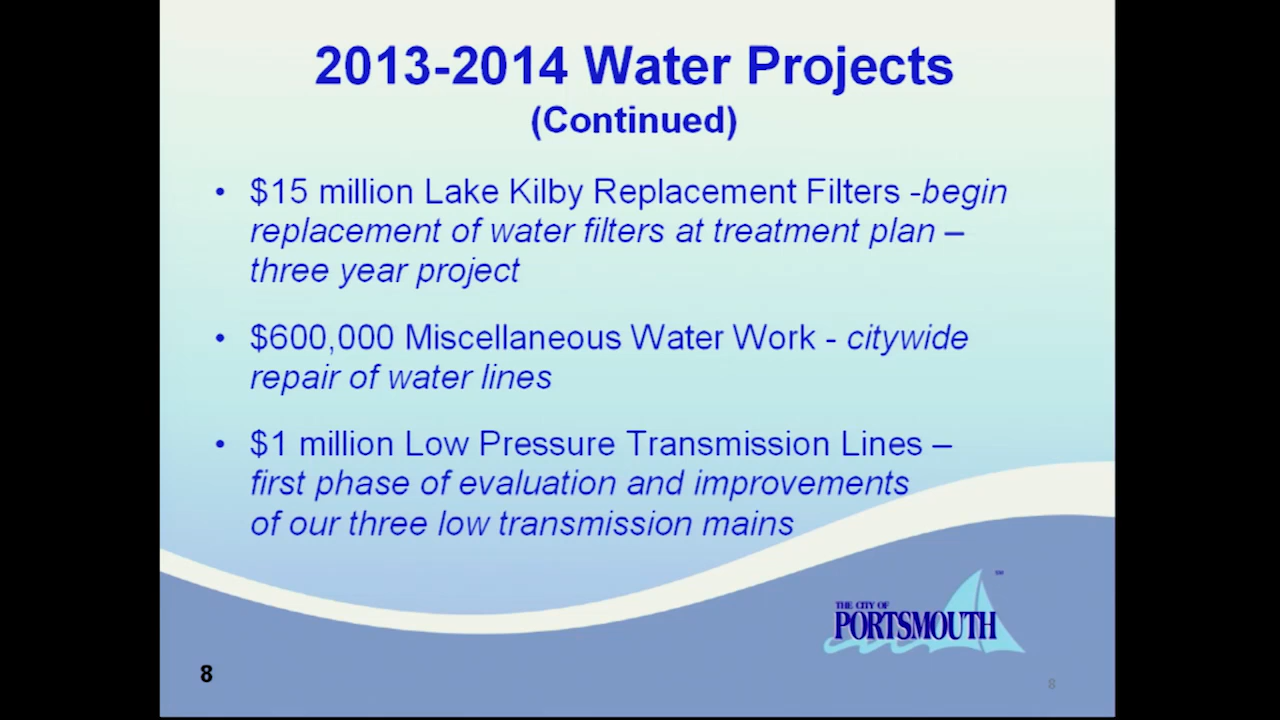 2013-2014 Water Projects
(Continued)
• $15 million Lake Kilby Replacement Filters -begin
replacement of water filters at treatment plan –
three year project
• $600,000 Miscellaneous Water Work - citywide
repair of water lines
• $1 million Low Pressure Transmission Lines –
first phase of evaluation and improvements
of our three low transmission mains
THE CITY OF
PORTSMOUTH
℠
8
8